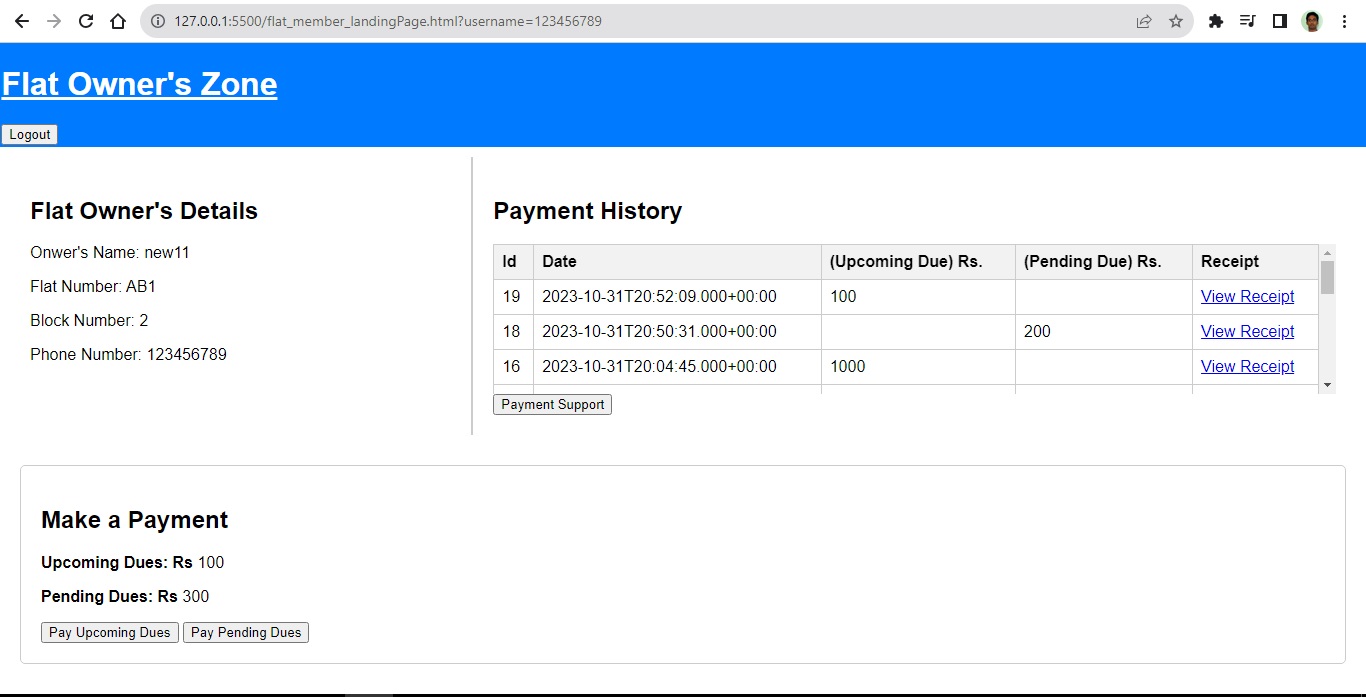 127.0.0.1:5500/flat_member_landingPage.html?username=123456789
Flat Owner's Zone
Logout
Flat Owner's Details
Onwer's Name: new11
Flat Number: AB1
Block Number: 2
Phone Number: 123456789
Payment History
Id Date (Upcoming Due) Rs. (Pending Due) Rs. Receipt
19 2023-10-31T20:52:09.000+00:00 100 View Receipt
18 2023-10-31T20:50:31.000+00:00 200 View Receipt
16 2023-10-31T20:04:45.000+00:00 1000 View Receipt
Payment Support
Make a Payment
Upcoming Dues: Rs 100
Pending Dues: Rs 300
Pay Upcoming Dues Pay Pending Dues